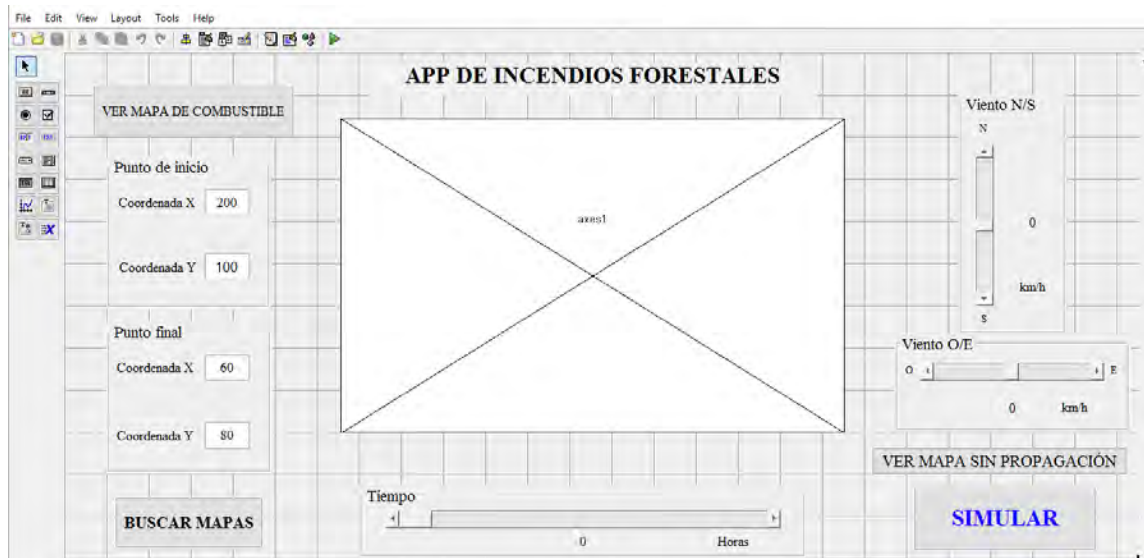 File Edit View Layout Tools Help
APP DE INCENDIOS FORESTALES
VER MAPA DE COMBUSTIBLE
Punto de inicio
Coordenada X 200
Coordenada Y 100
Punto final
Coordenada X 60
Coordenada Y 80
BUSCAR MAPAS
axes1
Tiempo
0 Horas
Viento N/S
N
0
km/h
S
Viento O/E
O E
0 km/h
VER MAPA SIN PROPAGACIÓN
SIMULAR